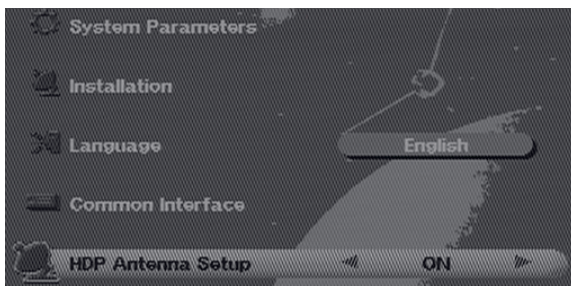 System Parameters
Installation
Language English
Common Interface
HDP Antenna Setup ON